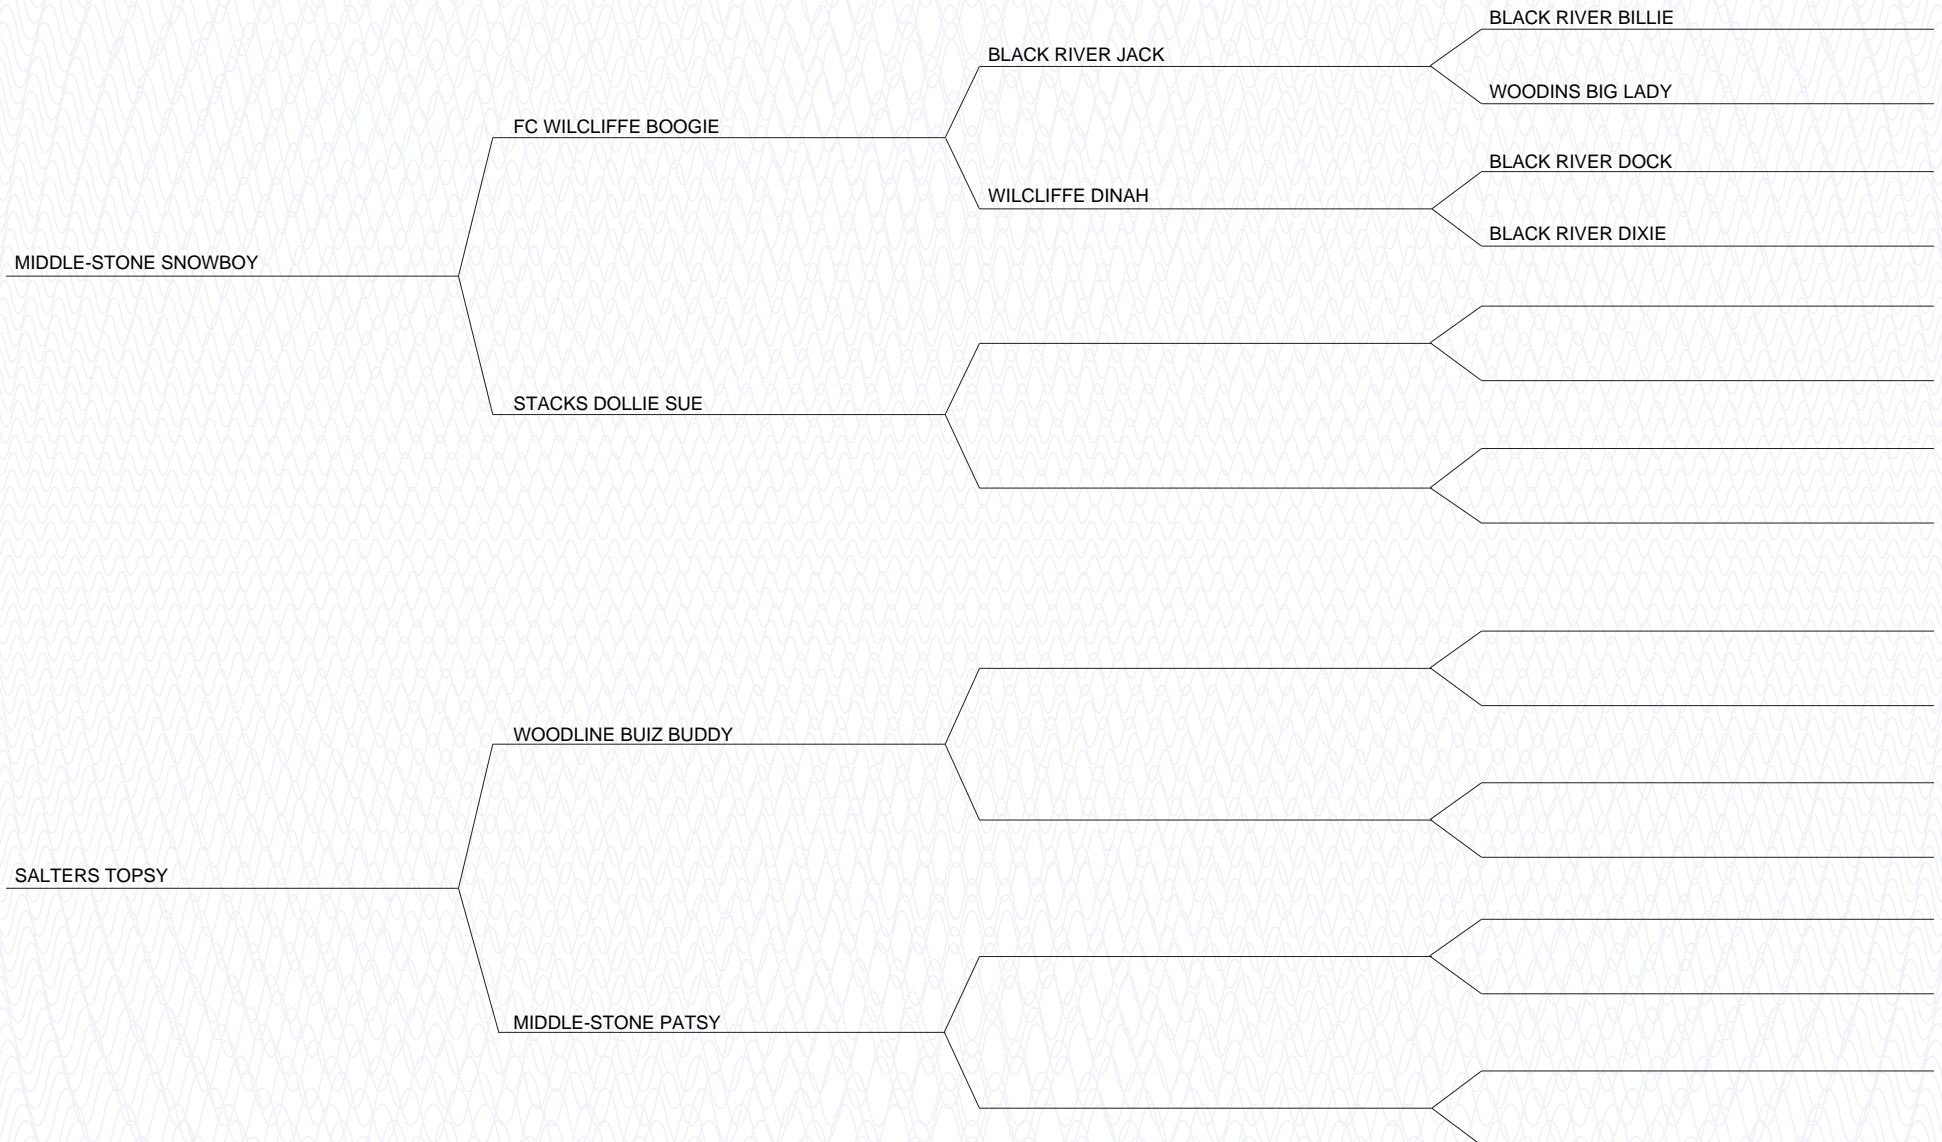 BLACK RIVER BILLIE
BLACK RIVER JACK
WOODINS BIG LADY
FC WILCLIFFE BOOGIE
BLACK RIVER DOCK
WILCLIFFE DINAH
BLACK RIVER DIXIE
MIDDLE-STONE SNOWBOY
STACKS DOLLIE SUE
WOODLINE BUIZ BUDDY
SALTERS TOPSY
MIDDLE-STONE PATSY